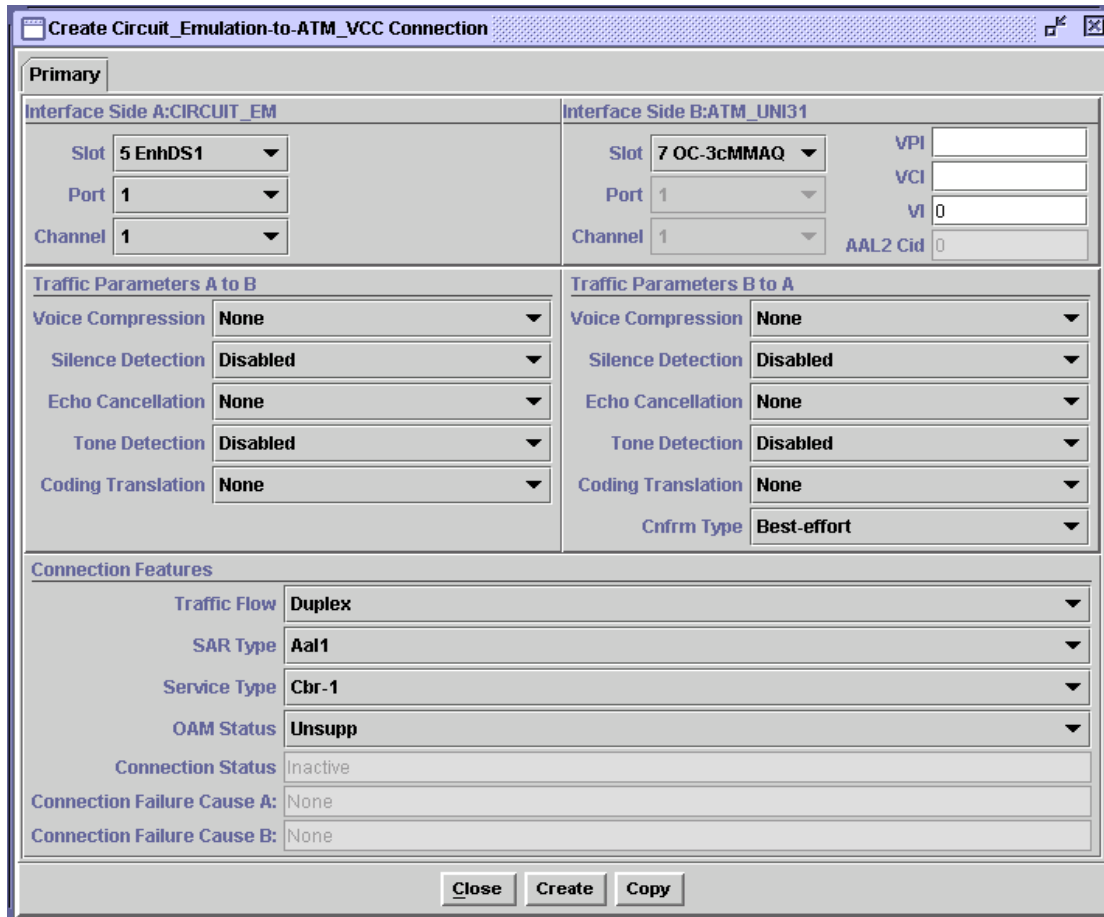 Create Circuit_Emulation-to-ATM_VCC Connection
Primary
Interface Side A:CIRCUIT_EM
Slot 5 EnhDS1
Port 1
Channel 1
Interface Side B:ATM_UNI31
Slot 7 OC-3cMMAQ
Port 1
Channel 1
VPI
VCI
VI 0
AAL2 Cid 0
Traffic Parameters A to B
Voice Compression None
Silence Detection Disabled
Echo Cancellation None
Tone Detection Disabled
Coding Translation None
Traffic Parameters B to A
Voice Compression None
Silence Detection Disabled
Echo Cancellation None
Tone Detection Disabled
Coding Translation None
Cnfrm Type Best-effort
Connection Features
Traffic Flow Duplex
SAR Type Aal1
Service Type Cbr-1
OAM Status Unsupp
Connection Status Inactive
Connection Failure Cause A: None
Connection Failure Cause B: None
Close Create Copy